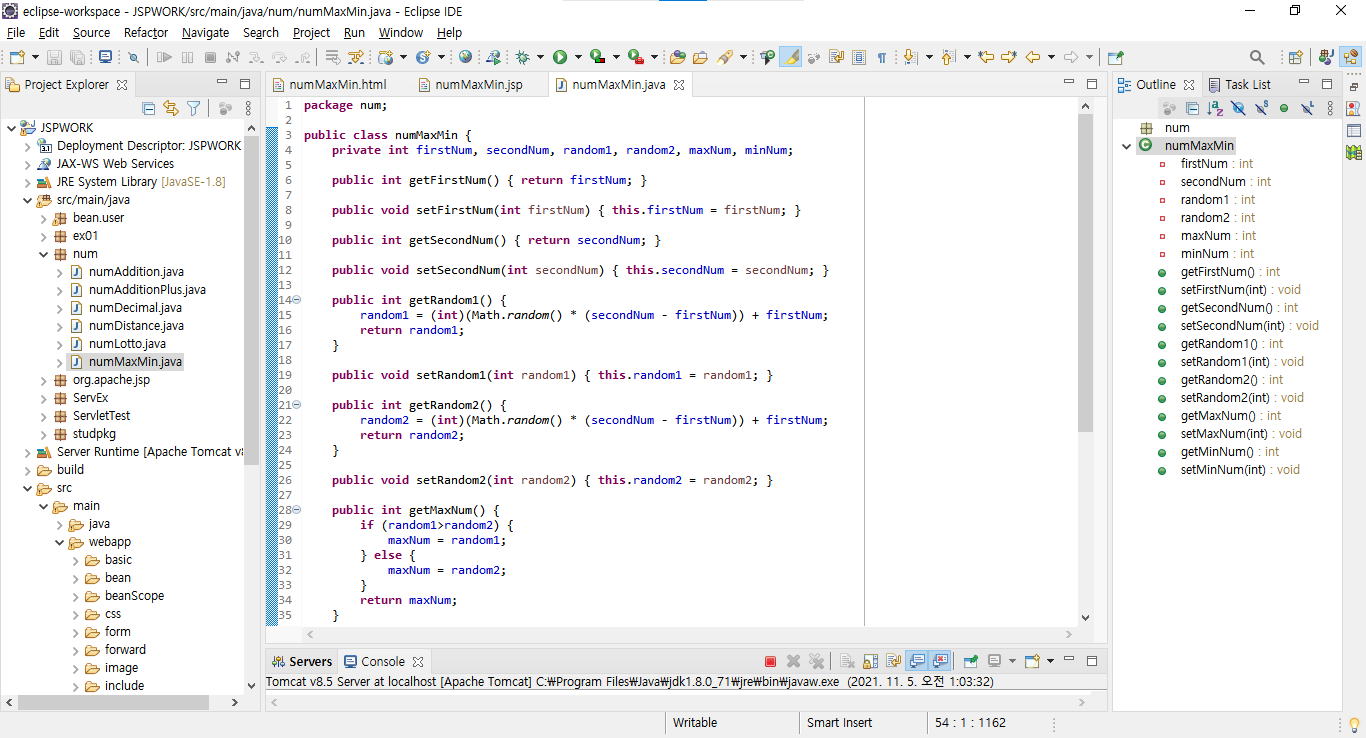 eclipse-workspace - JSPWORK/src/main/java/num/numMaxMin.java - Eclipse IDE
File Edit Source Refactor Navigate Search Project Run Window Help
Project Explorer
JSPWORK
Deployment Descriptor: JSPWORK
JAX-WS Web Services
JRE System Library [JavaSE-1.8]
src/main/java
bean.user
ex01
num
numAddition.java
numAdditionPlus.java
numDecimal.java
numDistance.java
numLotto.java
numMaxMin.java
org.apache.jsp
ServEx
ServletTest
studpkg
Server Runtime [Apache Tomcat v8
build
src
main
java
webapp
basic
bean
beanScope
css
form
forward
image
include
numMaxMin.html numMaxMin.jsp numMaxMin.java
1 package num;
2
3 public class numMaxMin {
4 private int firstNum, secondNum, random1, random2, maxNum, minNum;
5
6 public int getFirstNum() { return firstNum; }
7
8 public void setFirstNum(int firstNum) { this.firstNum = firstNum; }
9
10 public int getSecondNum() { return secondNum; }
11
12 public void setSecondNum(int secondNum) { this.secondNum = secondNum; }
13
14 public int getRandom1() {
15 random1 = (int)(Math.random() * (secondNum - firstNum)) + firstNum;
16 return random1;
17 }
18
19 public void setRandom1(int random1) { this.random1 = random1; }
20
21 public int getRandom2() {
22 random2 = (int)(Math.random() * (secondNum - firstNum)) + firstNum;
23 return random2;
24 }
25
26 public void setRandom2(int random2) { this.random2 = random2; }
27
28 public int getMaxNum() {
29 if (random1>random2) {
30 maxNum = random1;
31 } else {
32 maxNum = random2;
33 }
34 return maxNum;
35 }
Servers Console
Tomcat v8.5 Server at localhost [Apache Tomcat] C:₩Program Files₩Java₩jdk1.8.0_71₩jre₩bin₩javaw.exe (2021. 11. 5. 오전 1:03:32)
Outline Task List
num
numMaxMin
firstNum : int
secondNum : int
random1 : int
random2 : int
maxNum : int
minNum : int
getFirstNum() : int
setFirstNum(int) : void
getSecondNum() : int
setSecondNum(int) : void
getRandom1() : int
setRandom1(int) : void
getRandom2() : int
setRandom2(int) : void
getMaxNum() : int
setMaxNum(int) : void
getMinNum() : int
setMinNum(int) : void
Writable Smart Insert 54 : 1 : 1162